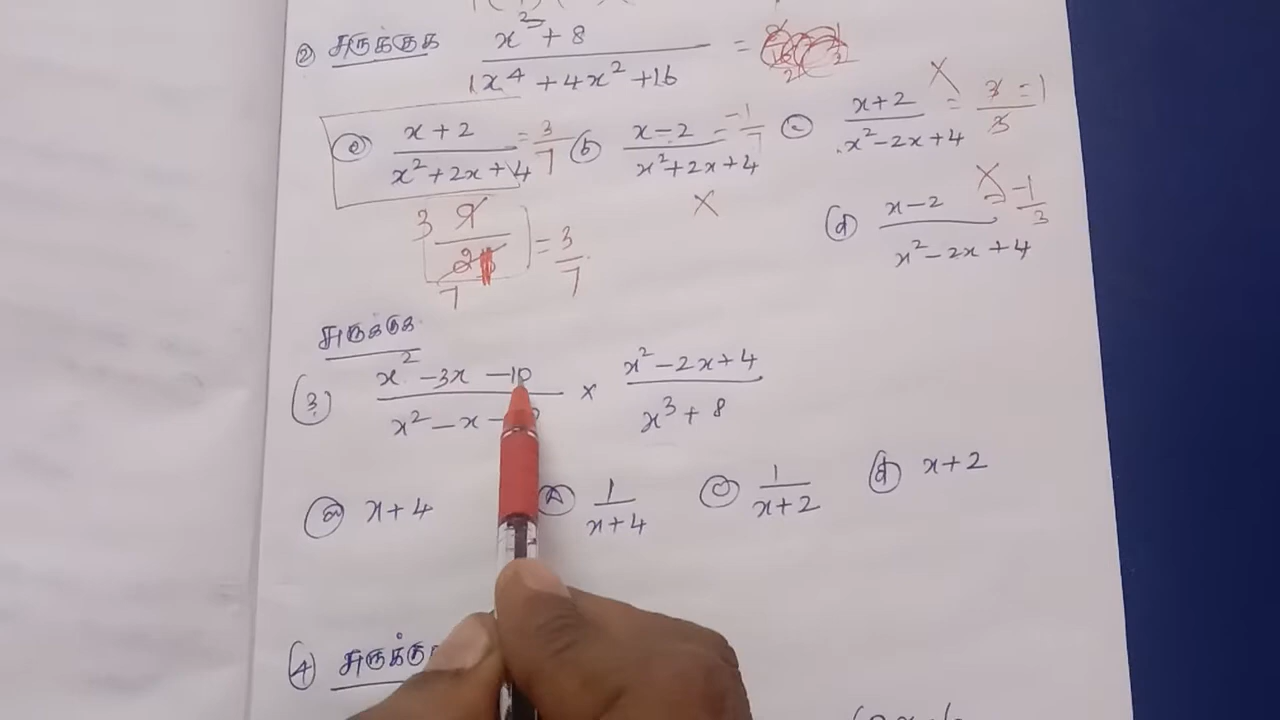 ② சுருக்குக x³ + 8 / 1x⁴ + 4x² + 16 =
ⓐ x + 2 / x² + 2x + 4 = 3/7 ⓑ x - 2 / x² + 2x + 4 = -1/7 ⓒ x + 2 / x² - 2x + 4 = 3/3 = 1 X
X
ⓓ x - 2 / x² - 2x + 4 = -1/3 X
3 9 / 21 7 = 3/7
சுருக்குக
③ x² - 3x - 10 / x² - x - × x² - 2x + 4 / x³ + 8
x + 4 1 / x + 4 1 / x + 2 ⓓ x + 2
④